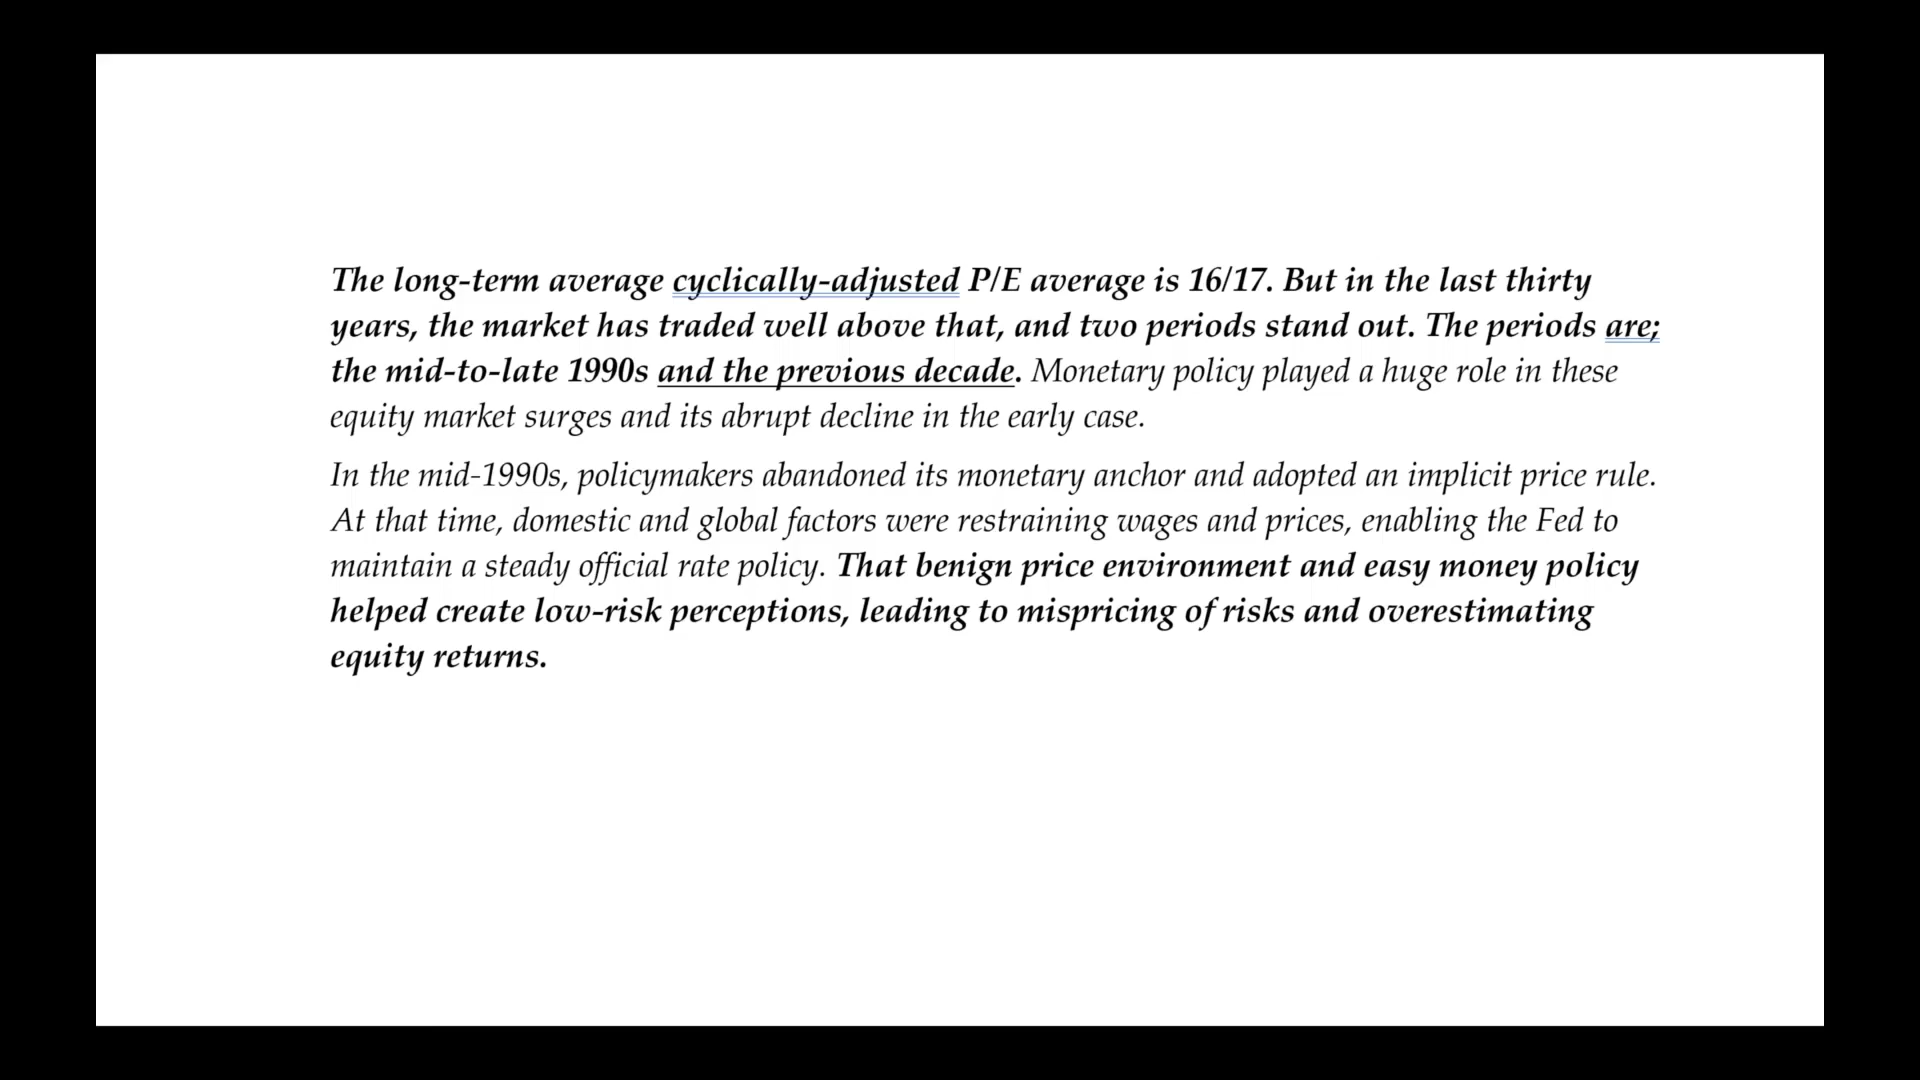 The long-term average cyclically-adjusted P/E average is 16/17. But in the last thirty
years, the market has traded well above that, and two periods stand out. The periods are;
the mid-to-late 1990s and the previous decade. Monetary policy played a huge role in these
equity market surges and its abrupt decline in the early case.
In the mid-1990s, policymakers abandoned its monetary anchor and adopted an implicit price rule.
At that time, domestic and global factors were restraining wages and prices, enabling the Fed to
maintain a steady official rate policy. That benign price environment and easy money policy
helped create low-risk perceptions, leading to mispricing of risks and overestimating
equity returns.